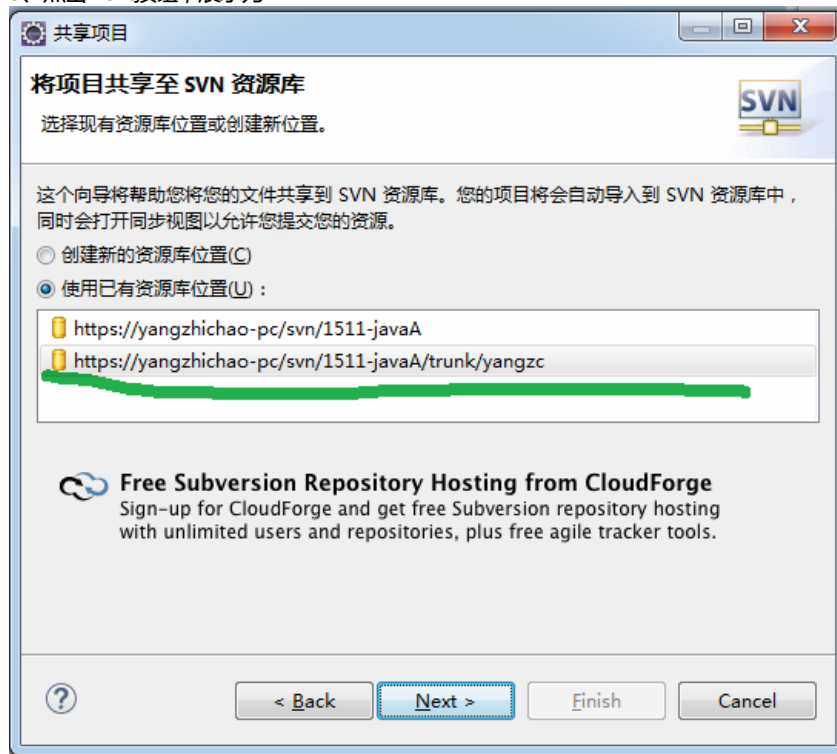 共享项目
将项目共享至 SVN 资源库
选择现有资源库位置或创建新位置。
SVN
这个向导将帮助您将您的文件共享到 SVN 资源库。您的项目将会自动导入到 SVN 资源库中，
同时会打开同步视图以允许您提交您的资源。
创建新的资源库位置(C)
使用已有资源库位置(U)：
https://yangzhichao-pc/svn/1511-javaA
https://yangzhichao-pc/svn/1511-javaA/trunk/yangzc
Free Subversion Repository Hosting from CloudForge
Sign-up for CloudForge and get free Subversion repository hosting
with unlimited users and repositories, plus free agile tracker tools.
? < Back Next > Finish Cancel